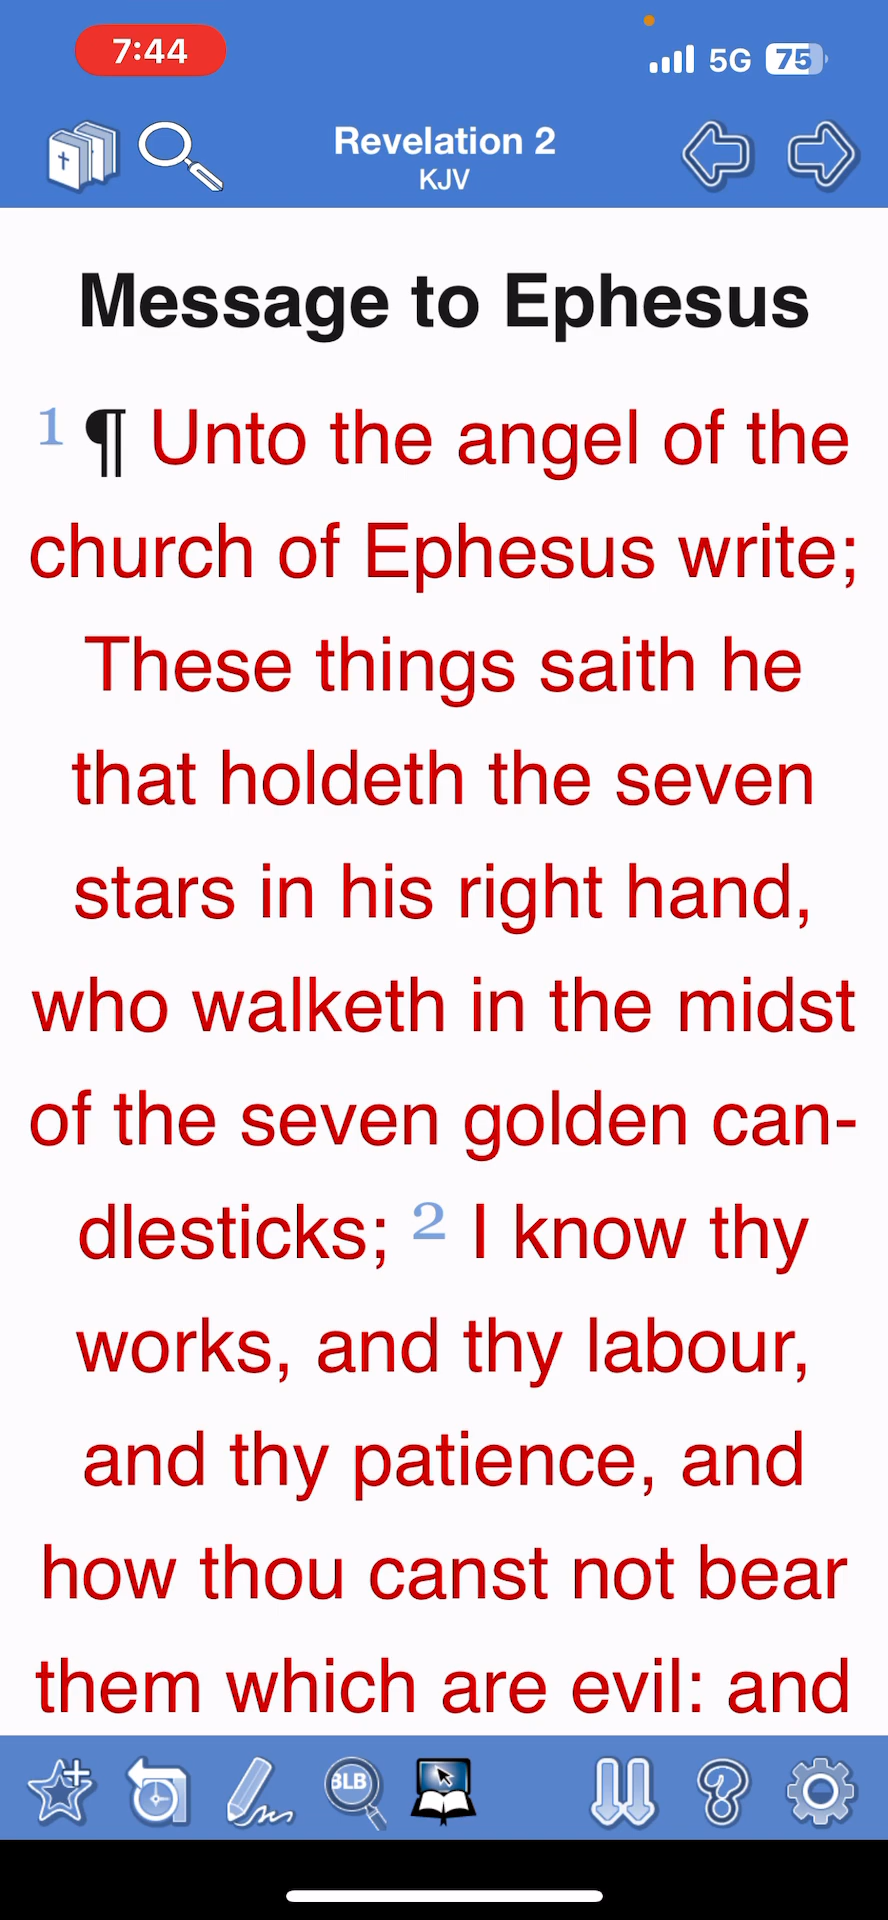 7:44
5G 75
Revelation 2
KJV
Message to Ephesus
1 ¶ Unto the angel of the
church of Ephesus write;
These things saith he
that holdeth the seven
stars in his right hand,
who walketh in the midst
of the seven golden can-
dlesticks; 2 I know thy
works, and thy labour,
and thy patience, and
how thou canst not bear
them which are evil: and
BLB